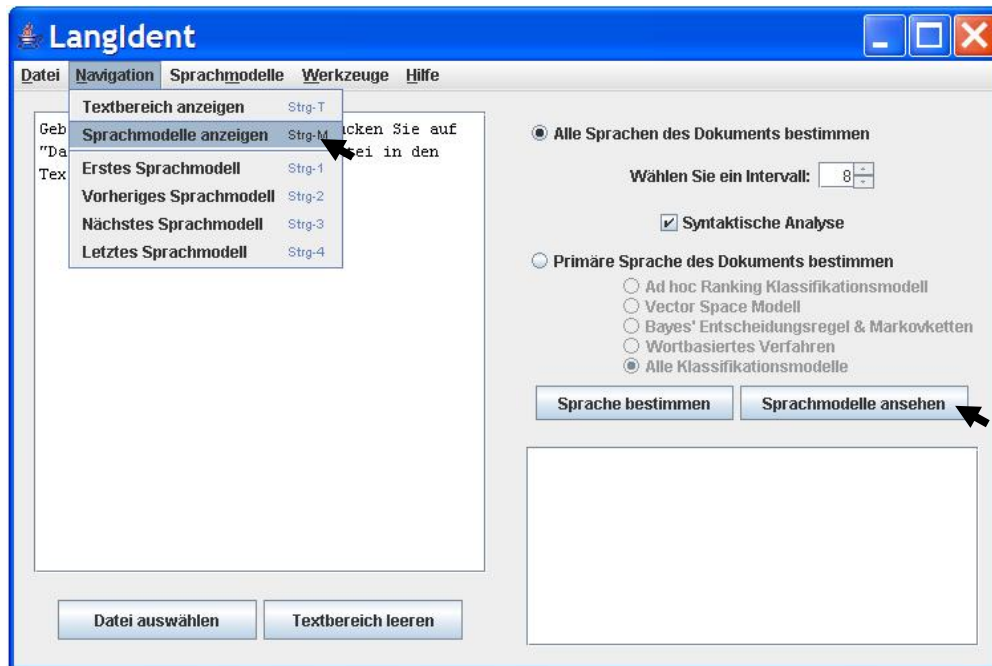 LangIdent
Datei Navigation Sprachmodelle Werkzeuge Hilfe
Textbereich anzeigen Strg-T
Sprachmodelle anzeigen Strg-M
Erstes Sprachmodell Strg-1
Vorheriges Sprachmodell Strg-2
Nächstes Sprachmodell Strg-3
Letztes Sprachmodell Strg-4
Geb cken Sie auf
"Da ei in den
Tex
Datei auswählen Textbereich leeren
Alle Sprachen des Dokuments bestimmen
Wählen Sie ein Intervall: 8
Syntaktische Analyse
Primäre Sprache des Dokuments bestimmen
Ad hoc Ranking Klassifikationsmodell
Vector Space Modell
Bayes' Entscheidungsregel & Markovketten
Wortbasiertes Verfahren
Alle Klassifikationsmodelle
Sprache bestimmen Sprachmodelle ansehen